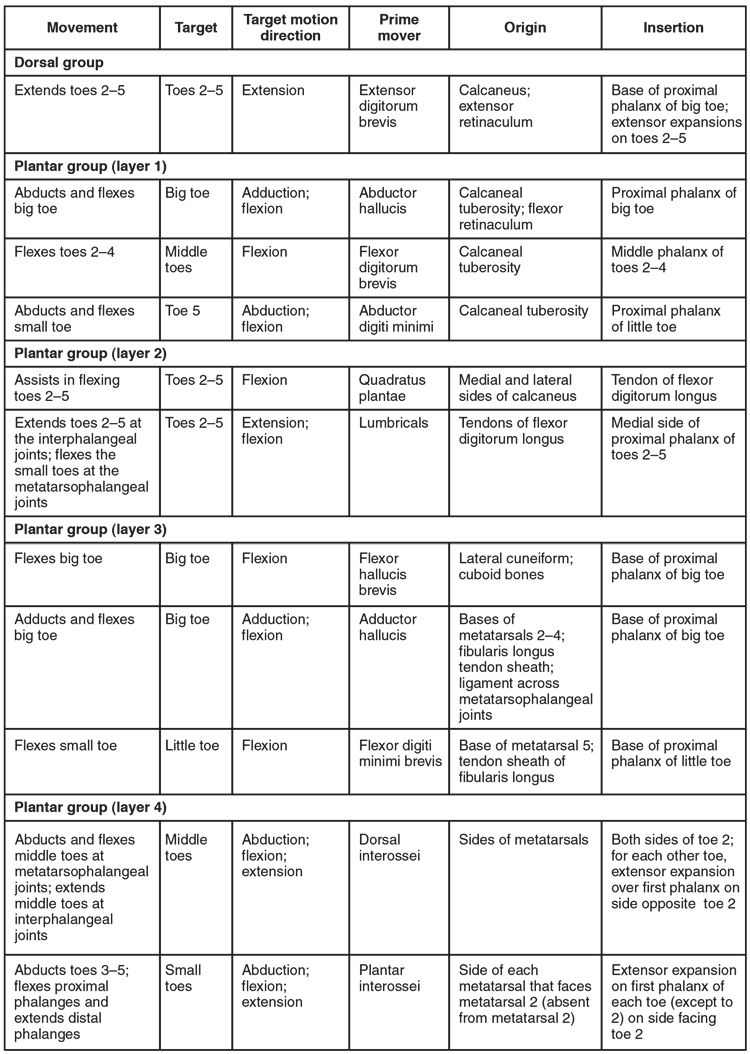 Movement
Target
Target motion
direction
Prime
mover
Origin
Insertion
Dorsal group
Extends toes 2–5
Toes 2–5
Extension
Extensor
digitorum
brevis
Calcaneus;
extensor
retinaculum
Base of proximal
phalanx of big toe;
extensor expansions
on toes 2–5
Plantar group (layer 1)
Abducts and flexes
big toe
Big toe
Adduction;
flexion
Abductor
hallucis
Calcaneal
tuberosity; flexor
retinaculum
Proximal phalanx of
big toe
Flexes toes 2–4
Middle
toes
Flexion
Flexor
digitorum
brevis
Calcaneal
tuberosity
Middle phalanx of
toes 2–4
Abducts and flexes
small toe
Toe 5
Abduction;
flexion
Abductor
digiti minimi
Calcaneal tuberosity
Proximal phalanx
of little toe
Plantar group (layer 2)
Assists in flexing
toes 2–5
Toes 2–5
Flexion
Quadratus
plantae
Medial and lateral
sides of calcaneus
Tendon of flexor
digitorum longus
Extends toes 2–5 at
the interphalangeal
joints; flexes the
small toes at the
metatarsophalangeal
joints
Toes 2–5
Extension;
flexion
Lumbricals
Tendons of flexor
digitorum longus
Medial side of
proximal phalanx of
toes 2–5
Plantar group (layer 3)
Flexes big toe
Big toe
Flexion
Flexor
hallucis
brevis
Lateral cuneiform;
cuboid bones
Base of proximal
phalanx of big toe
Adducts and flexes
big toe
Big toe
Adduction;
flexion
Adductor
hallucis
Bases of
metatarsals 2–4;
fibularis longus
tendon sheath;
ligament across
metatarsophalangeal
joints
Base of proximal
phalanx of big toe
Flexes small toe
Little toe
Flexion
Flexor digiti
minimi brevis
Base of metatarsal 5;
tendon sheath of
fibularis longus
Base of proximal
phalanx of little toe
Plantar group (layer 4)
Abducts and flexes
middle toes at
metatarsophalangeal
joints; extends
middle toes at
interphalangeal
joints
Middle
toes
Abduction;
flexion;
extension
Dorsal
interossei
Sides of metatarsals
Both sides of toe 2;
for each other toe,
extensor expansion
over first phalanx on
side opposite toe 2
Abducts toes 3–5;
flexes proximal
phalanges and
extends distal
phalanges
Small
toes
Abduction;
flexion;
extension
Plantar
interossei
Side of each
metatarsal that faces
metatarsal 2 (absent
from metatarsal 2)
Extensor expansion
on first phalanx of
each toe (except to
2) on side facing
toe 2